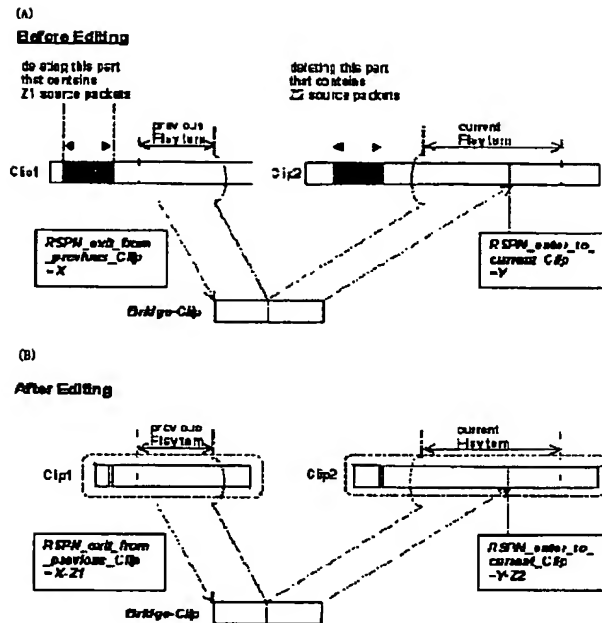 (A)
Before Editing
deleting this part
that contains
Z1 source packets
deleting this part
that contains
Z2 source packets
previous
PlayItem
current
PlayItem
Clip1
Clip2
RSPN_exit_from
_previous_Clip
=X
RSPN_enter_to_
current_Clip
=Y
Bridge-Clip
(B)
After Editing
previous
PlayItem
current
PlayItem
Clip1
Clip2
RSPN_exit_from
_previous_Clip
=X-Z1
RSPN_enter_to_
current_Clip
=Y-Z2
Bridge-Clip